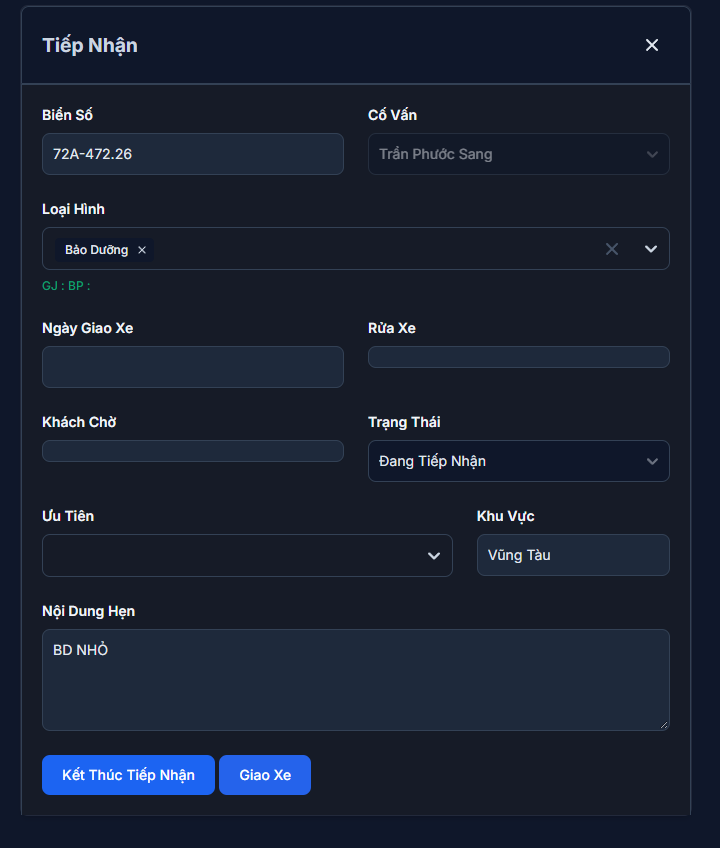 Tiếp Nhận
Biển Số
Cố Vấn
72A-472.26
Trần Phước Sang
Loại Hình
Bảo Dưỡng ×
GJ : BP :
Ngày Giao Xe
Rửa Xe
Khách Chờ
Trạng Thái
Đang Tiếp Nhận
Ưu Tiên
Khu Vực
Vũng Tàu
Nội Dung Hẹn
BD NHỎ
Kết Thúc Tiếp Nhận
Giao Xe